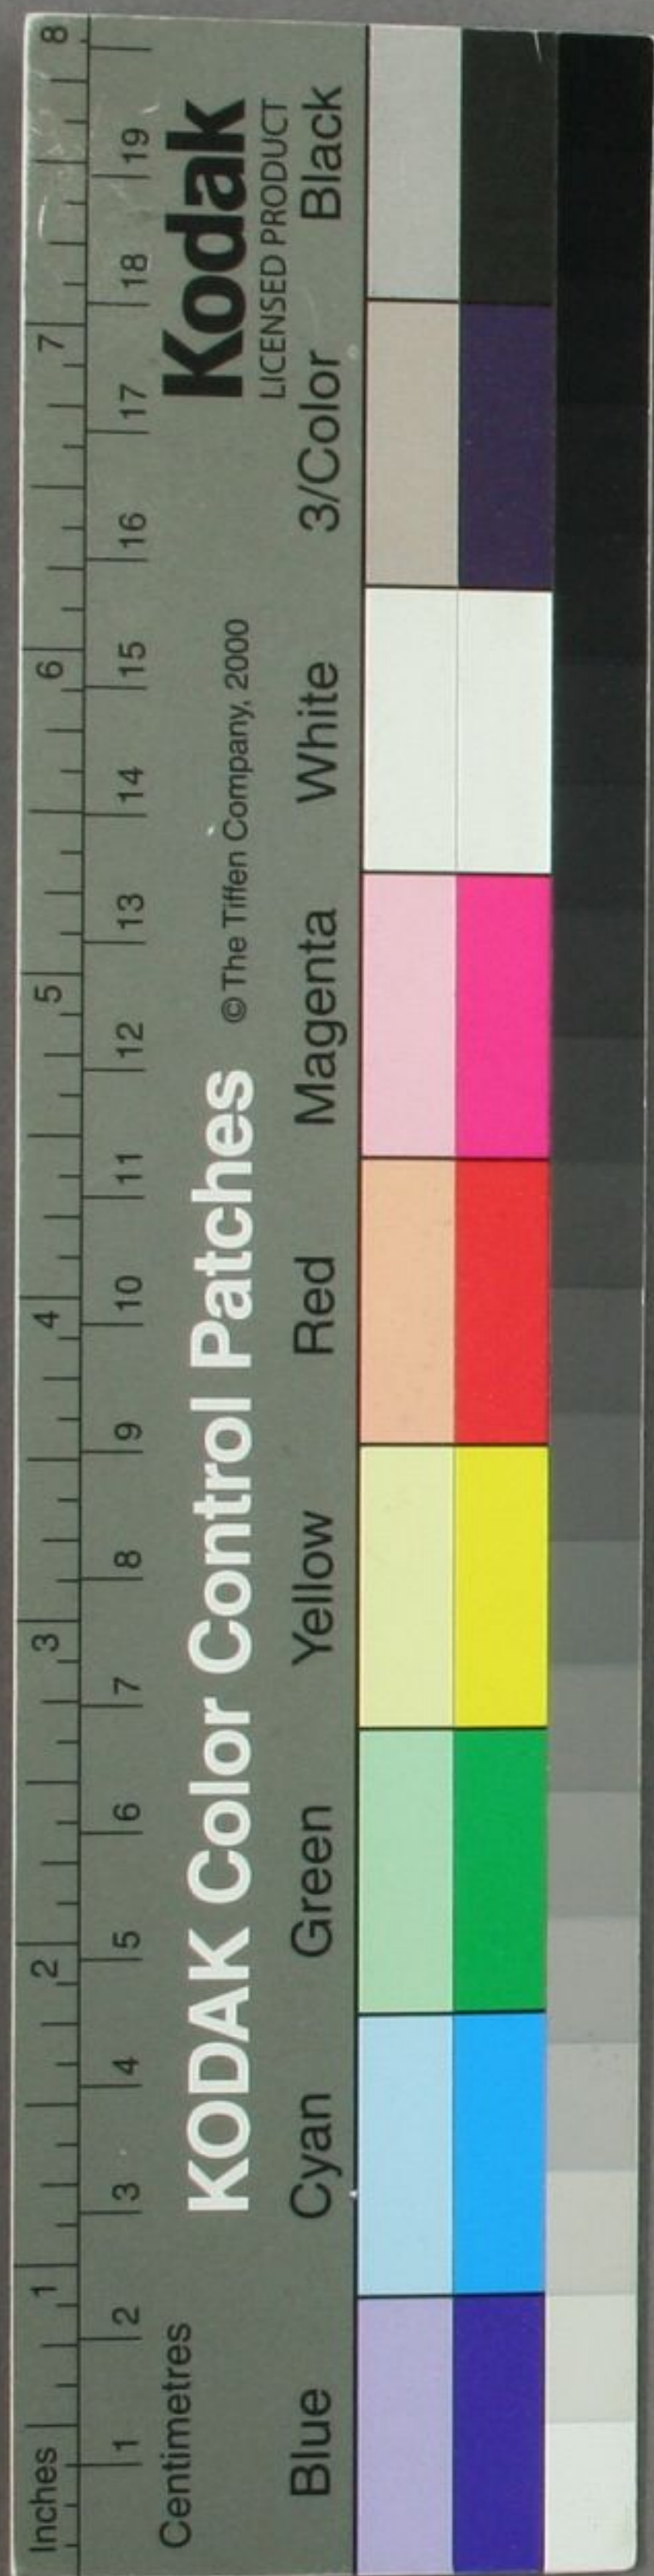 Inches 1 2 3 4 5 6 7 8
1 2 3 4 5 6 7 8 9 10 11 12 13 14 15 16 17 18 19
Centimetres
KODAK Color Control Patches © The Tiffen Company, 2000 Kodak
LICENSED PRODUCT
Blue Cyan Green Yellow Red Magenta White 3/Color Black